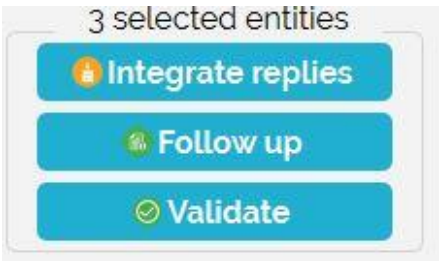 3 selected entities
Integrate replies
Follow up
Validate